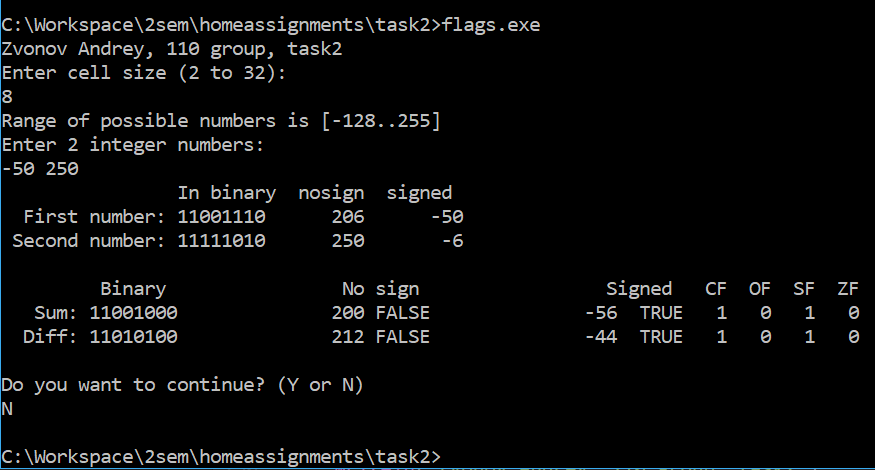 C:\Workspace\2sem\homeassignments\task2>flags.exe
Zvonov Andrey, 110 group, task2
Enter cell size (2 to 32):
8
Range of possible numbers is [-128..255]
Enter 2 integer numbers:
-50 250
In binary nosign signed
First number: 11001110 206 -50
Second number: 11111010 250 -6
Binary No sign Signed CF OF SF ZF
Sum: 11001000 200 FALSE -56 TRUE 1 0 1 0
Diff: 11010100 212 FALSE -44 TRUE 1 0 1 0
Do you want to continue? (Y or N)
N
C:\Workspace\2sem\homeassignments\task2>